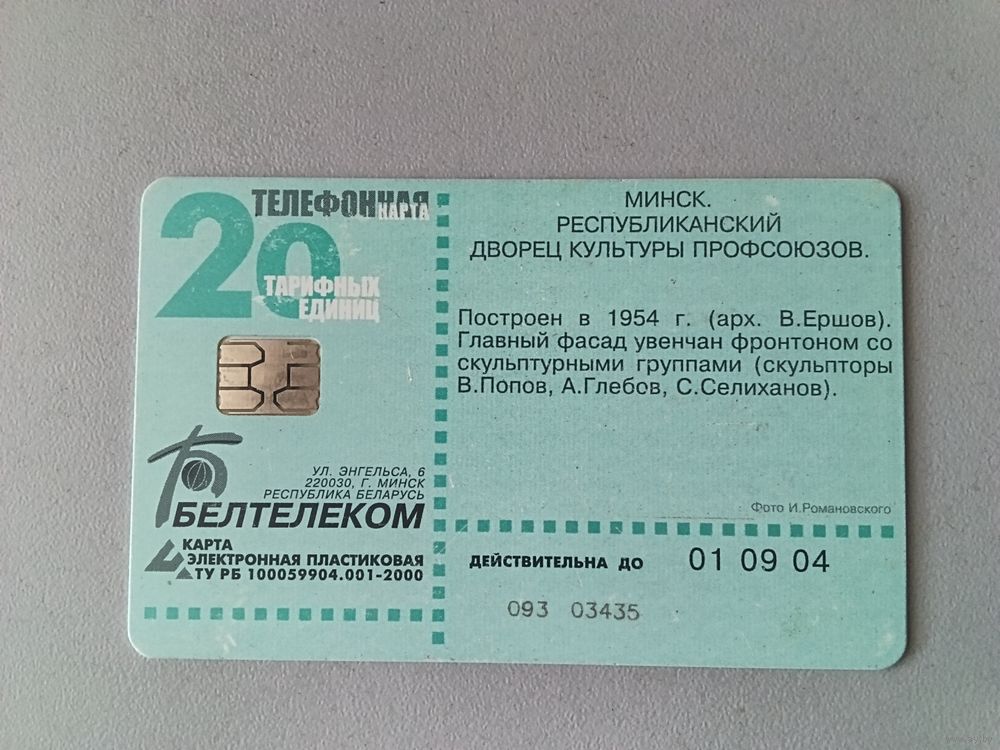 ТЕЛЕФОННАЯ
КАРТА
20
ТАРИФНЫХ
ЕДИНИЦ
УЛ. ЭНГЕЛЬСА, 6
220030, Г. МИНСК
РЕСПУБЛИКА БЕЛАРУСЬ
БЕЛТЕЛЕКОМ
КАРТА
ЭЛЕКТРОННАЯ ПЛАСТИКОВАЯ
ТУ РБ 100059904.001-2000
МИНСК.
РЕСПУБЛИКАНСКИЙ
ДВОРЕЦ КУЛЬТУРЫ ПРОФСОЮЗОВ.
Построен в 1954 г. (арх. В.Ершов).
Главный фасад увенчан фронтоном со
скульптурными группами (скульпторы
В.Попов, А.Глебов, С.Селиханов).
Фото И.Романовского
ДЕЙСТВИТЕЛЬНА ДО 01 09 04
093 03435